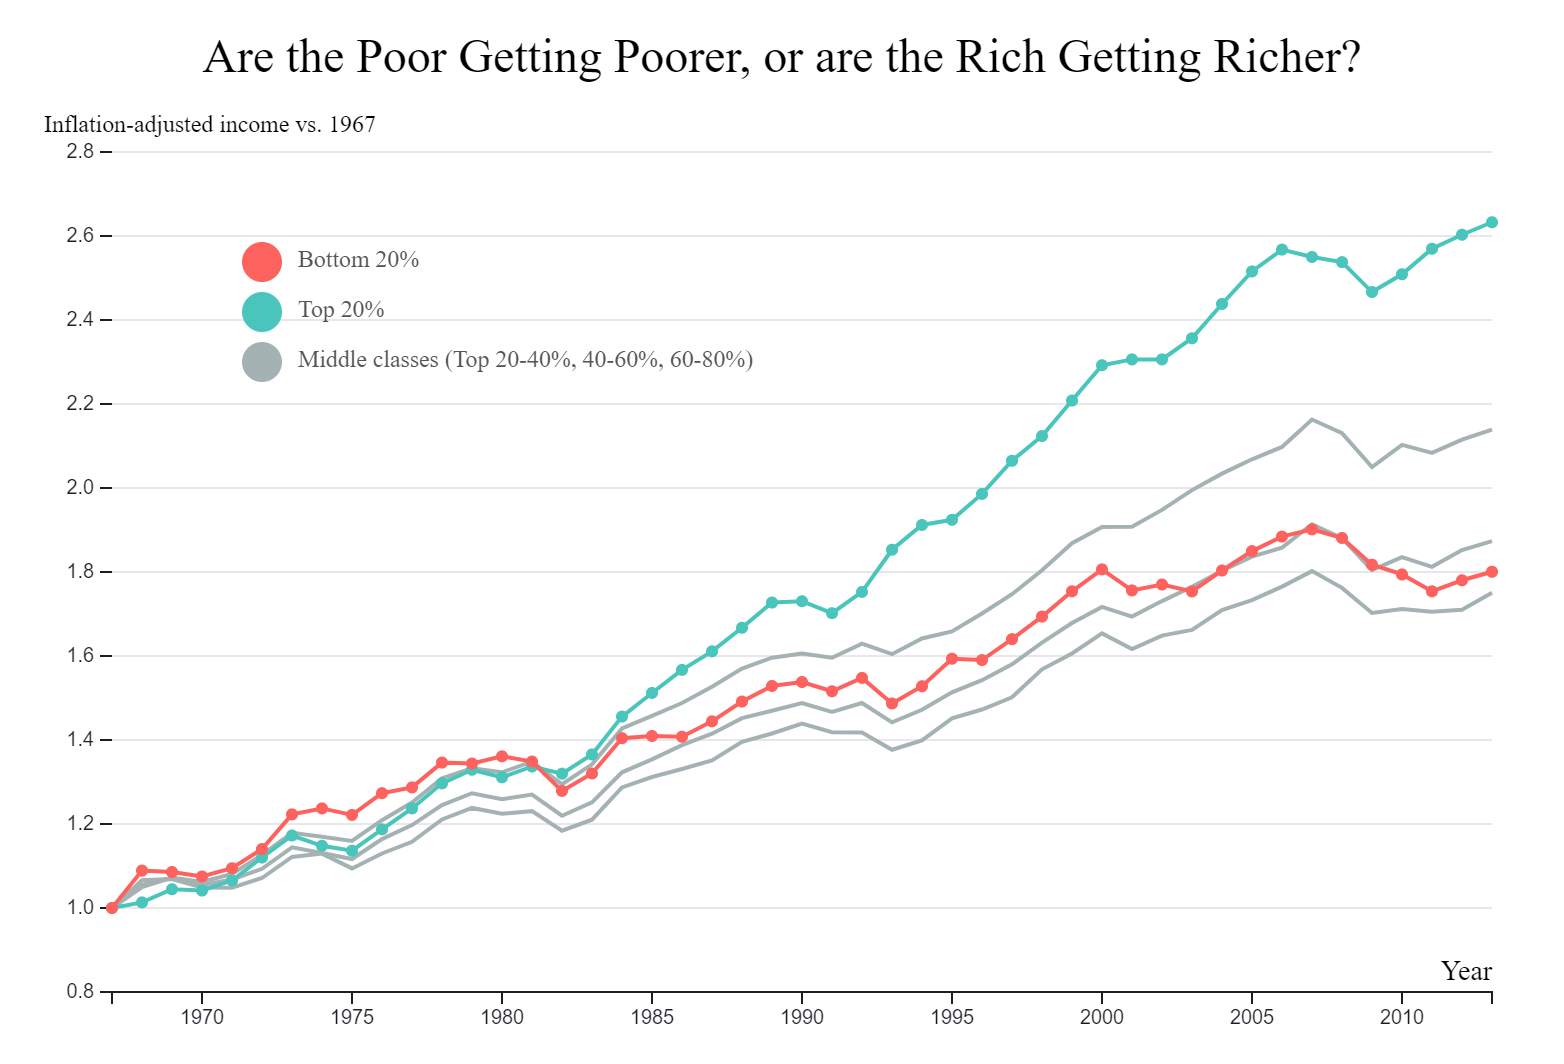 Are the Poor Getting Poorer, or are the Rich Getting Richer?
Inflation-adjusted income vs. 1967
2.8
2.6
Bottom 20%
Top 20%
2.4
Middle classes (Top 20-40%, 40-60%, 60-80%)
2.2
2.0
1.8
1.6
1.4
1.2
1.0
Year
0.8
1970 1975 1980 1985 1990 1995 2000 2005 2010